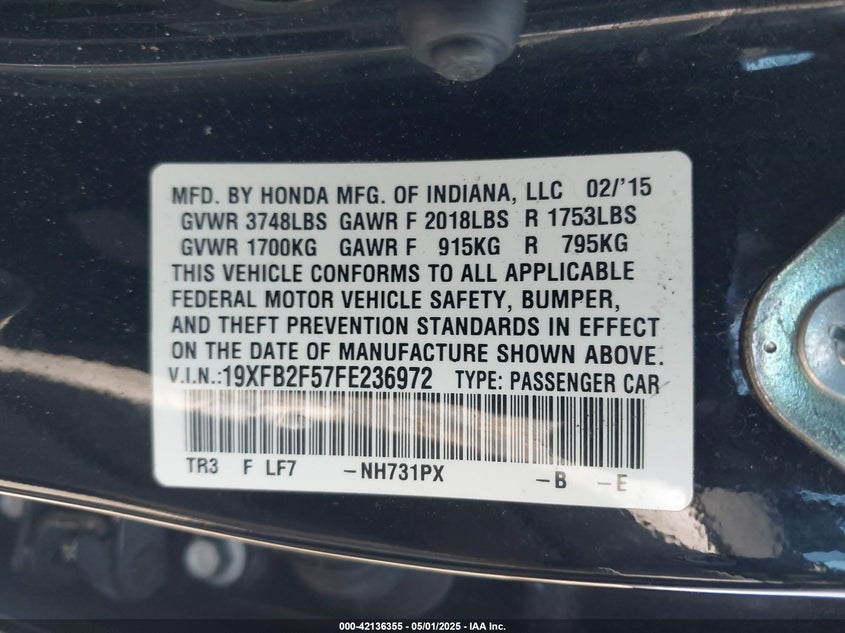 MFD. BY HONDA MFG. OF INDIANA, LLC 02/'15
GVWR 3748LBS GAWR F 2018LBS R 1753LBS
GVWR 1700KG GAWR F 915KG R 795KG
THIS VEHICLE CONFORMS TO ALL APPLICABLE
FEDERAL MOTOR VEHICLE SAFETY, BUMPER,
AND THEFT PREVENTION STANDARDS IN EFFECT
ON THE DATE OF MANUFACTURE SHOWN ABOVE.
V.I.N.:19XFB2F57FE236972 TYPE: PASSENGER CAR
TR3 F LF7 –NH731PX –B –E
000-42136355 - 05/01/2025 - IAA Inc.